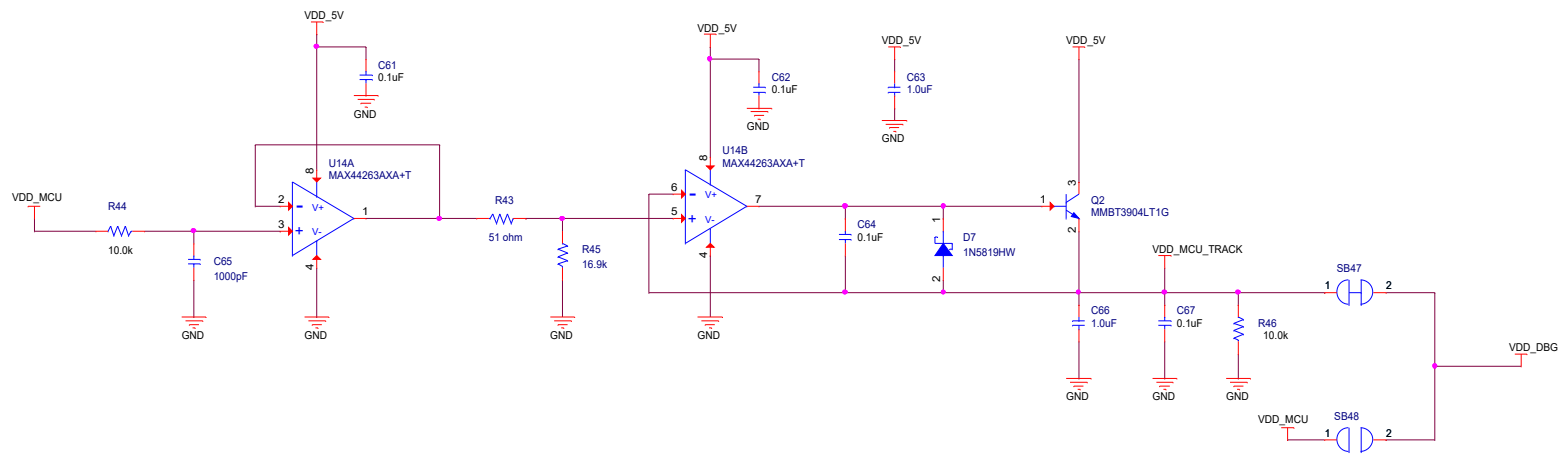 VDD_5V
C61
0.1uF
GND
U14A
MAX44263AXA+T
8
2
V+
1
3
V-
4
GND
VDD_MCU
R44
10.0k
C65
1000pF
GND
R43
51 ohm
R45
16.9k
GND
VDD_5V
C62
0.1uF
GND
U14B
MAX44263AXA+T
8
6
V+
7
5
V-
4
GND
VDD_5V
C63
1.0uF
GND
C64
0.1uF
1
D7
1N5819HW
2
VDD_5V
3
1
Q2
MMBT3904LT1G
2
VDD_MCU_TRACK
C66
1.0uF
GND
C67
0.1uF
GND
R46
10.0k
GND
SB47
1
2
VDD_DBG
VDD_MCU
SB48
1
2